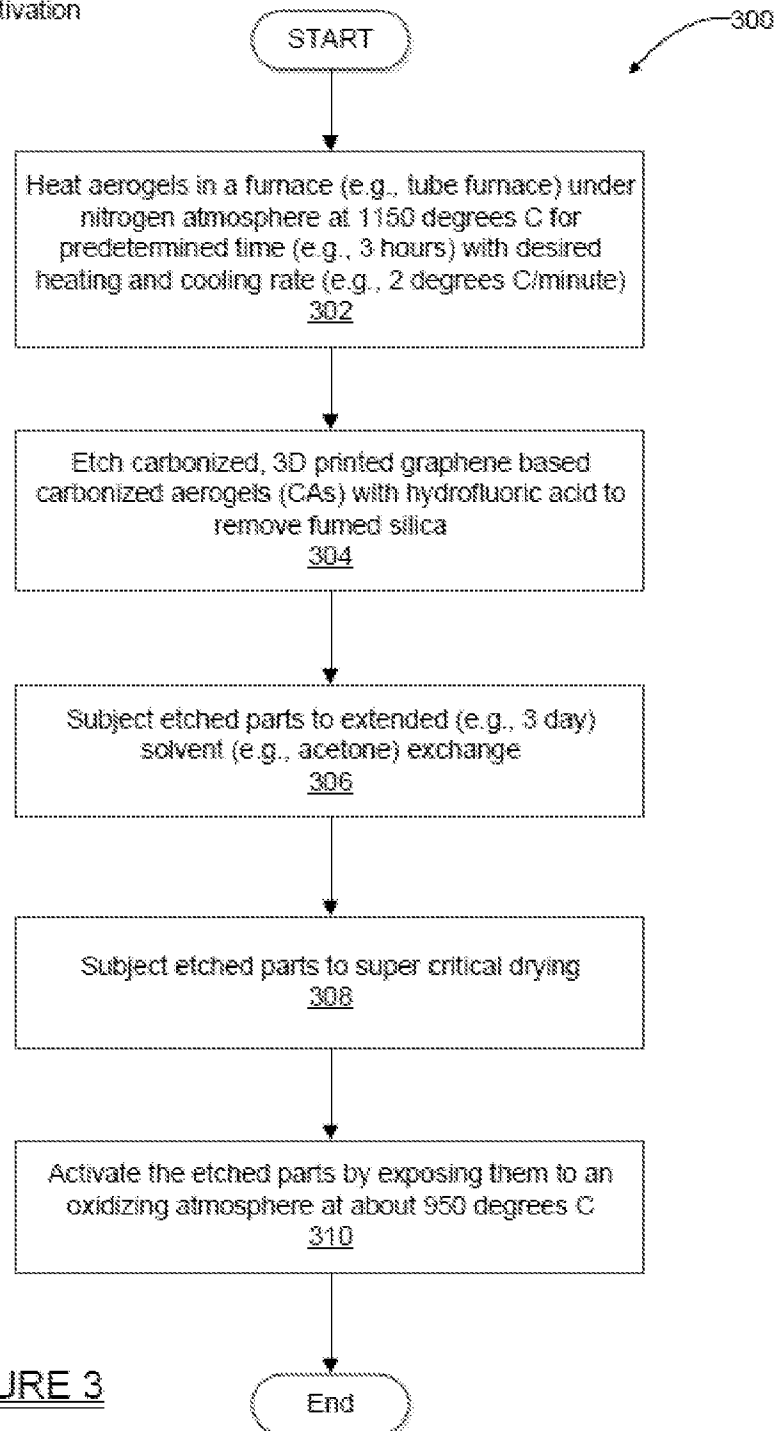 tivation
START
300
Heat aerogels in a furnace (e.g., tube furnace) under
nitrogen atmosphere at 1150 degrees C for
predetermined time (e.g., 3 hours) with desired
heating and cooling rate (e.g., 2 degrees C/minute)
302
Etch carbonized, 3D printed graphene based
carbonized aerogels (CAs) with hydrofluoric acid to
remove fumed silica
304
Subject etched parts to extended (e.g., 3 day)
solvent (e.g., acetone) exchange
306
Subject etched parts to super critical drying
308
Activate the etched parts by exposing them to an
oxidizing atmosphere at about 950 degrees C
310
URE 3
End